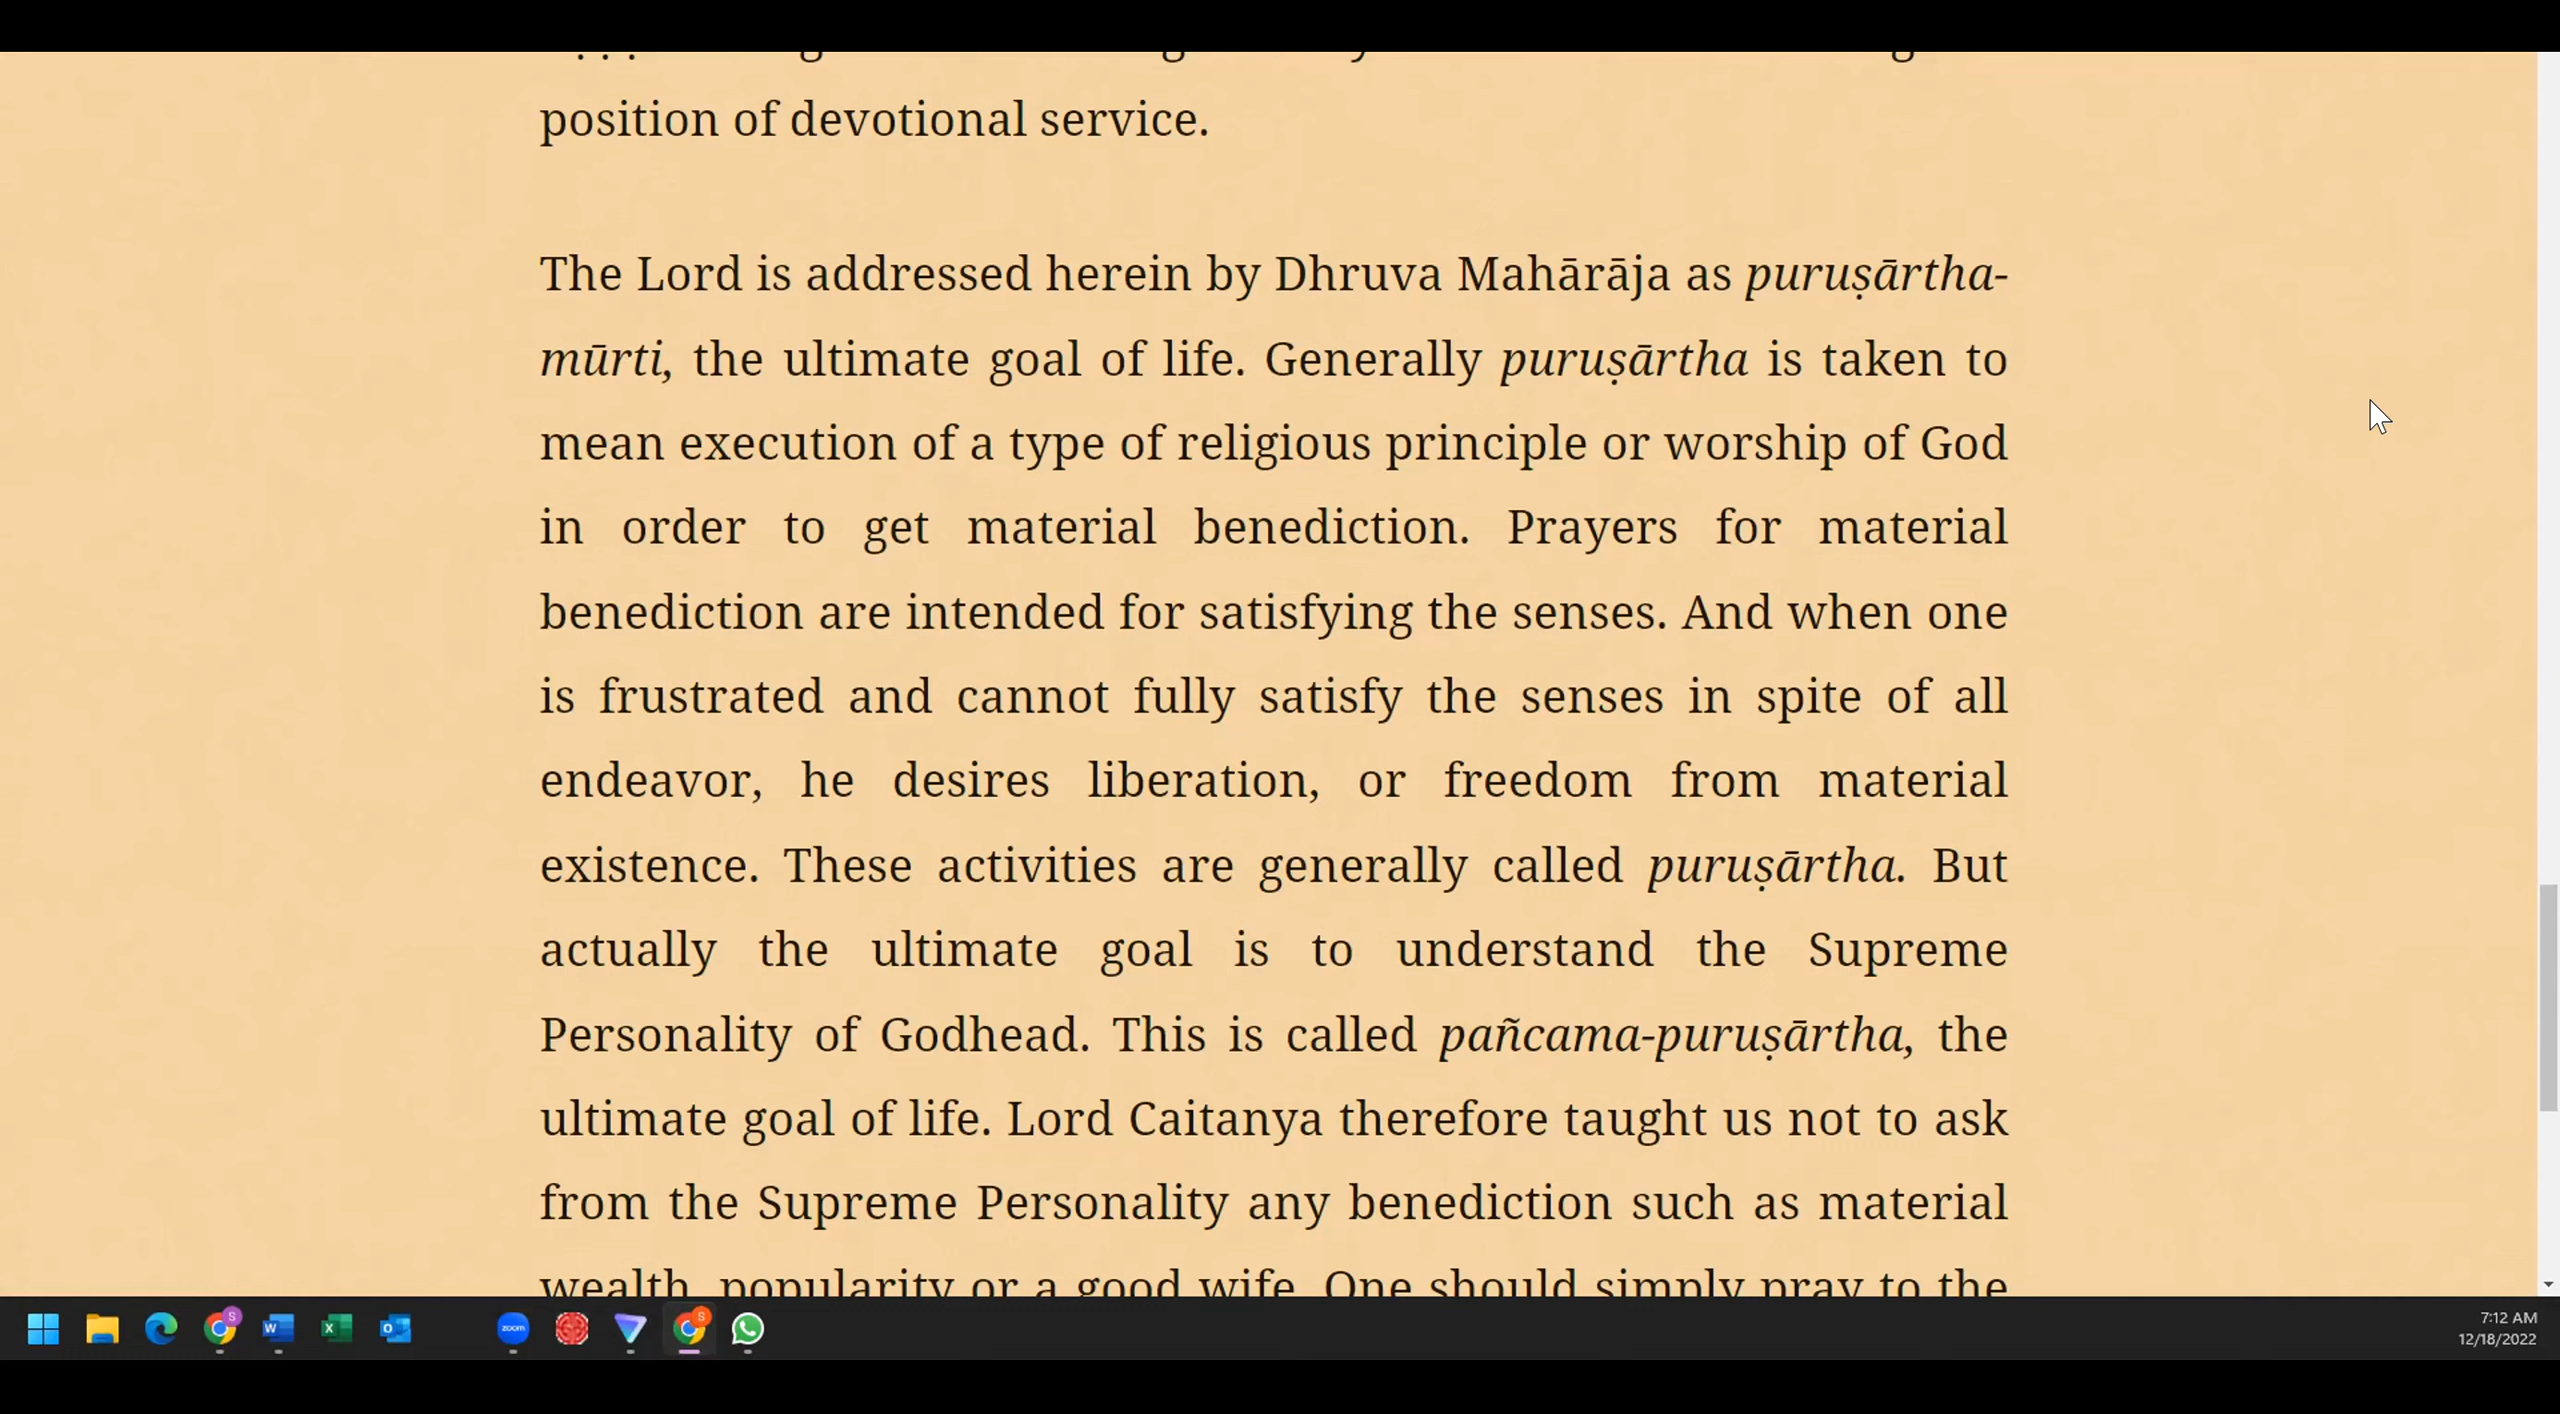 position of devotional service.
The Lord is addressed herein by Dhruva Mahārāja as puruṣārtha-
mūrti, the ultimate goal of life. Generally puruṣārtha is taken to
mean execution of a type of religious principle or worship of God
in order to get material benediction. Prayers for material
benediction are intended for satisfying the senses. And when one
is frustrated and cannot fully satisfy the senses in spite of all
endeavor, he desires liberation, or freedom from material
existence. These activities are generally called puruṣārtha. But
actually the ultimate goal is to understand the Supreme
Personality of Godhead. This is called pañcama-puruṣārtha, the
ultimate goal of life. Lord Caitanya therefore taught us not to ask
from the Supreme Personality any benediction such as material
wealth, popularity or a good wife. One should simply pray to the
S
W
X
O
zoom
S
7:12 AM
12/18/2022